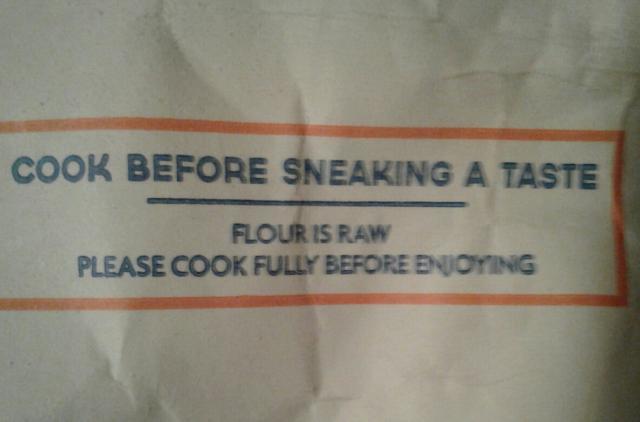 COOK BEFORE SNEAKING A TASTE
FLOUR IS RAW
PLEASE COOK FULLY BEFORE ENJOYING